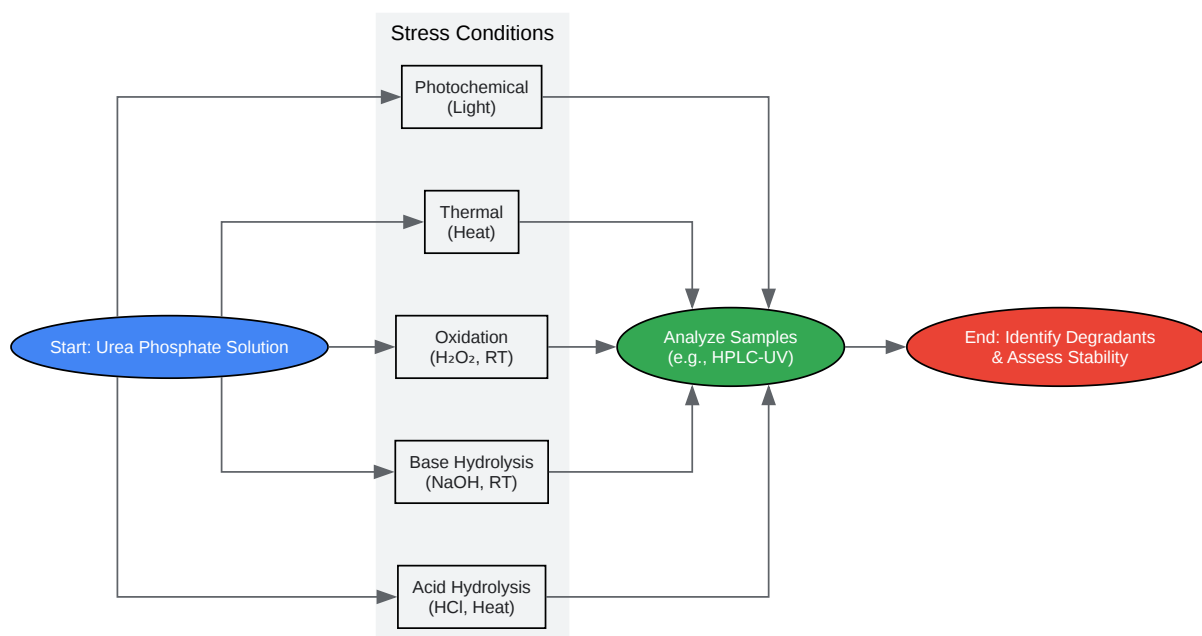 Stress Conditions
Photochemical
(Light)
Thermal
(Heat)
Start: Urea Phosphate Solution
Oxidation
(H₂O₂, RT)
Analyze Samples
(e.g., HPLC-UV)
End: Identify Degradants
& Assess Stability
Base Hydrolysis
(NaOH, RT)
Acid Hydrolysis
(HCl, Heat)